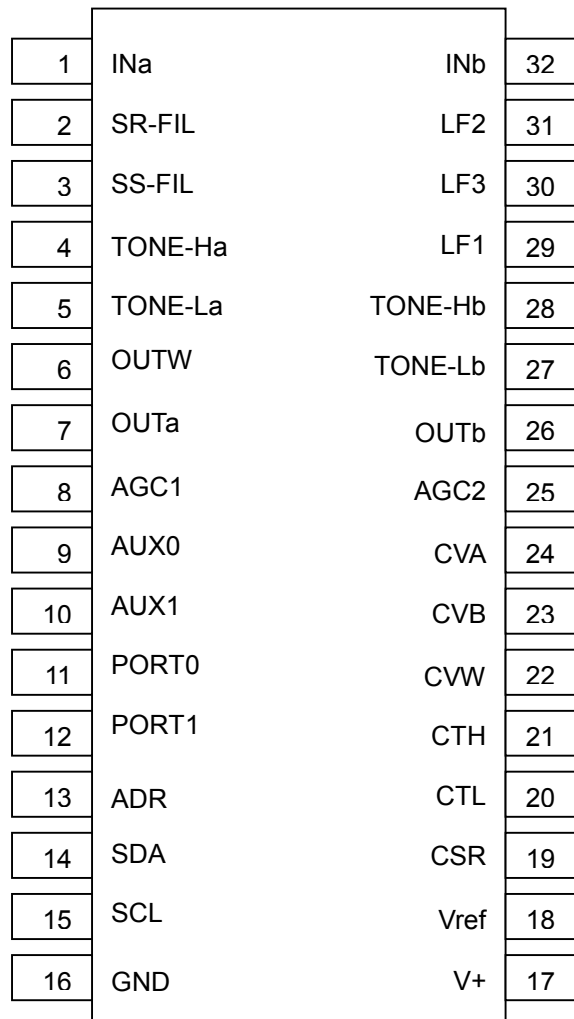 1 INa INb 32
2 SR-FIL LF2 31
3 SS-FIL LF3 30
4 TONE-Ha LF1 29
5 TONE-La TONE-Hb 28
6 OUTW TONE-Lb 27
7 OUTa OUTb 26
8 AGC1 AGC2 25
9 AUX0 CVA 24
10 AUX1 CVB 23
11 PORT0 CVW 22
12 PORT1 CTH 21
13 ADR CTL 20
14 SDA CSR 19
15 SCL Vref 18
16 GND V+ 17